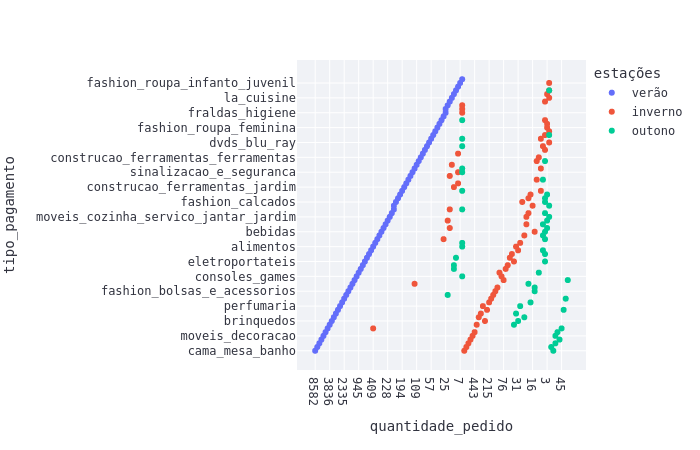 estações
verão
inverno
outono
tipo_pagamento
fashion_roupa_infanto_juvenil
la_cuisine
fraldas_higiene
fashion_roupa_feminina
dvds_blu_ray
construcao_ferramentas_ferramentas
sinalizacao_e_seguranca
construcao_ferramentas_jardim
fashion_calcados
moveis_cozinha_servico_jantar_jardim
bebidas
alimentos
eletroportateis
consoles_games
fashion_bolsas_e_acessorios
perfumaria
brinquedos
moveis_decoracao
cama_mesa_banho
8582 3836 2335 945 409 228 194 109 57 25 7 443 215 76 31 16 3 45
quantidade_pedido